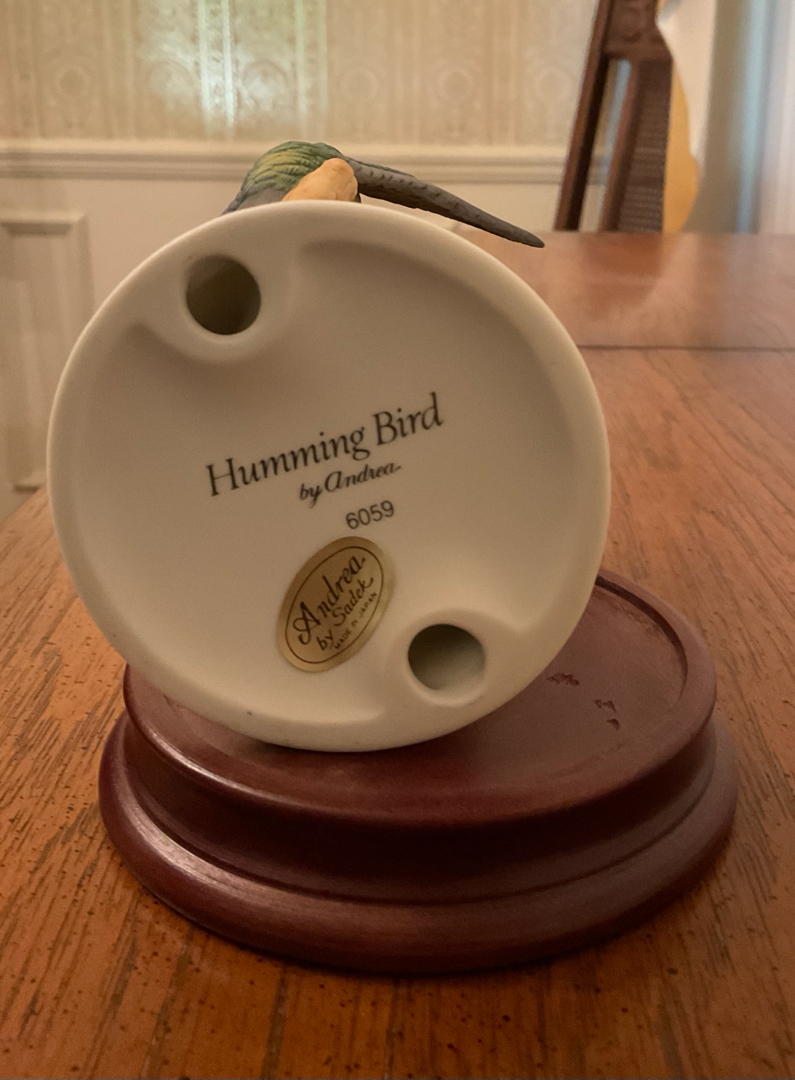 Humming Bird
by Andrea
6059
Andrea
by Sadek
MADE IN JAPAN